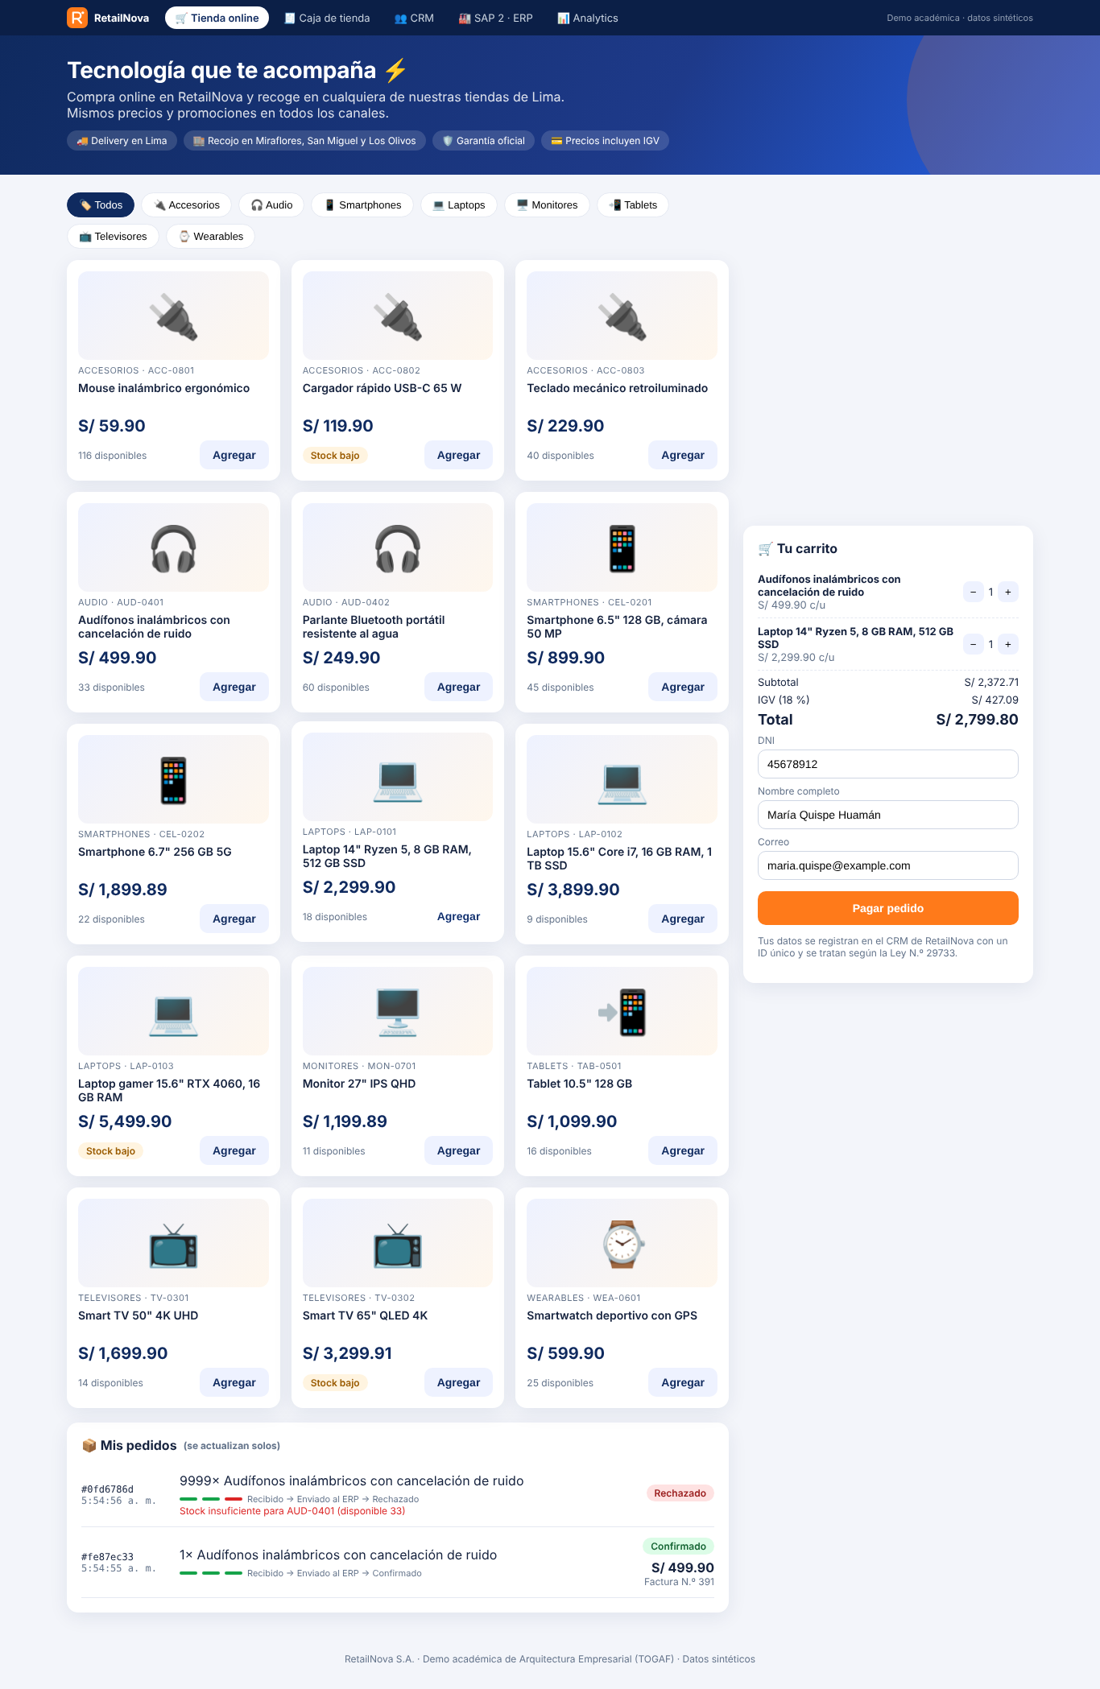 RetailNova
Tienda online
Caja de tienda
CRM
SAP 2 · ERP
Analytics
Demo académica · datos sintéticos
Tecnología que te acompaña
Compra online en RetailNova y recoge en cualquiera de nuestras tiendas de Lima.
Mismos precios y promociones en todos los canales.
Delivery en Lima
Recojo en Miraflores, San Miguel y Los Olivos
Garantía oficial
Precios incluyen IGV
Todos
Accesorios
Audio
Smartphones
Laptops
Monitores
Tablets
Televisores
Wearables
ACCESORIOS · ACC-0801
Mouse inalámbrico ergonómico
S/ 59.90
116 disponibles
Agregar
ACCESORIOS · ACC-0802
Cargador rápido USB-C 65 W
S/ 119.90
Stock bajo
Agregar
ACCESORIOS · ACC-0803
Teclado mecánico retroiluminado
S/ 229.90
40 disponibles
Agregar
AUDIO · AUD-0401
Audífonos inalámbricos con
cancelación de ruido
S/ 499.90
33 disponibles
Agregar
AUDIO · AUD-0402
Parlante Bluetooth portátil
resistente al agua
S/ 249.90
60 disponibles
Agregar
SMARTPHONES · CEL-0201
Smartphone 6.5" 128 GB, cámara
50 MP
S/ 899.90
45 disponibles
Agregar
SMARTPHONES · CEL-0202
Smartphone 6.7" 256 GB 5G
S/ 1,899.89
22 disponibles
Agregar
LAPTOPS · LAP-0101
Laptop 14" Ryzen 5, 8 GB RAM,
512 GB SSD
S/ 2,299.90
18 disponibles
Agregar
LAPTOPS · LAP-0102
Laptop 15.6" Core i7, 16 GB RAM, 1
TB SSD
S/ 3,899.90
9 disponibles
Agregar
LAPTOPS · LAP-0103
Laptop gamer 15.6" RTX 4060, 16
GB RAM
S/ 5,499.90
Stock bajo
Agregar
MONITORES · MON-0701
Monitor 27" IPS QHD
S/ 1,199.89
11 disponibles
Agregar
TABLETS · TAB-0501
Tablet 10.5" 128 GB
S/ 1,099.90
16 disponibles
Agregar
TELEVISORES · TV-0301
Smart TV 50" 4K UHD
S/ 1,699.90
14 disponibles
Agregar
TELEVISORES · TV-0302
Smart TV 65" QLED 4K
S/ 3,299.91
Stock bajo
Agregar
WEARABLES · WEA-0601
Smartwatch deportivo con GPS
S/ 599.90
25 disponibles
Agregar
Tu carrito
Audífonos inalámbricos con
cancelación de ruido
S/ 499.90 c/u
− 1 +
Laptop 14" Ryzen 5, 8 GB RAM, 512 GB
SSD
S/ 2,299.90 c/u
− 1 +
Subtotal S/ 2,372.71
IGV (18 %) S/ 427.09
Total S/ 2,799.80
DNI
45678912
Nombre completo
María Quispe Huamán
Correo
maria.quispe@example.com
Pagar pedido
Tus datos se registran en el CRM de RetailNova con un
ID único y se tratan según la Ley N.º 29733.
Mis pedidos (se actualizan solos)
#0fd6786d
5:54:56 a. m.
9999× Audífonos inalámbricos con cancelación de ruido
Recibido → Enviado al ERP → Rechazado
Stock insuficiente para AUD-0401 (disponible 33)
Rechazado
#fe87ec33
5:54:55 a. m.
1× Audífonos inalámbricos con cancelación de ruido
Recibido → Enviado al ERP → Confirmado
Confirmado
S/ 499.90
Factura N.º 391
RetailNova S.A. · Demo académica de Arquitectura Empresarial (TOGAF) · Datos sintéticos